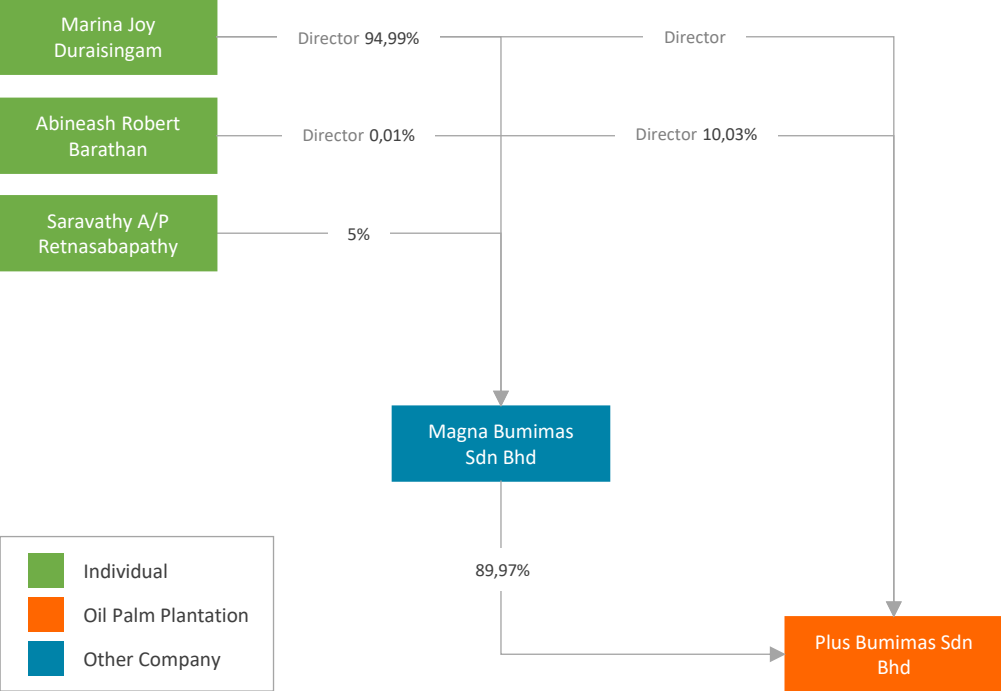 Marina Joy
Duraisingam
Director 94,99%
Director
Abineash Robert
Barathan
Director 0,01%
Director 10,03%
Saravathy A/P
Retnasabapathy
5%
Magna Bumimas
Sdn Bhd
89,97%
Individual
Oil Palm Plantation
Other Company
Plus Bumimas Sdn
Bhd